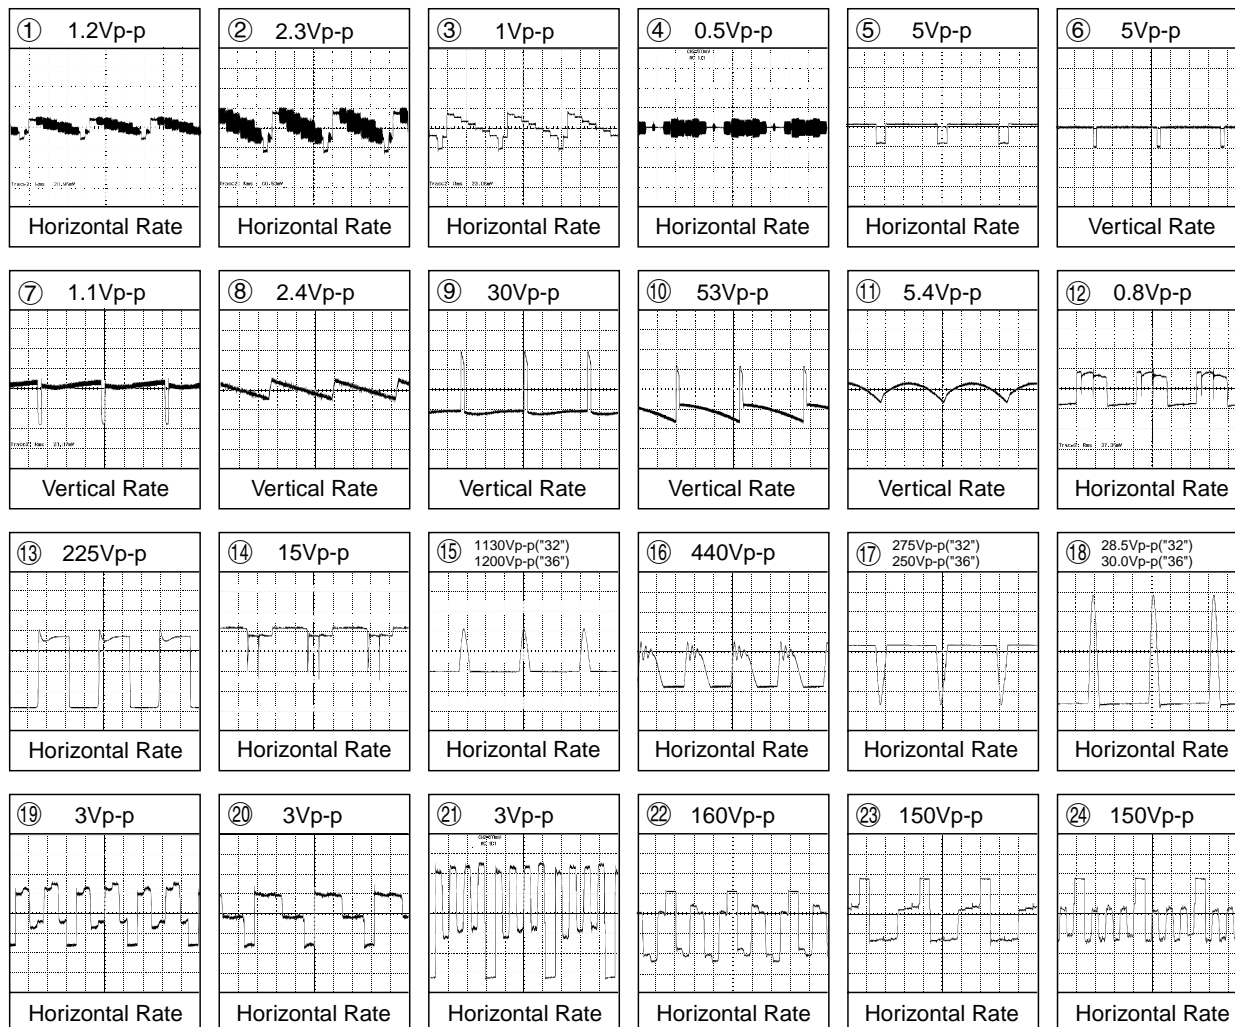 ① 1.2Vp-p
② 2.3Vp-p
③ 1Vp-p
④ 0.5Vp-p
⑤ 5Vp-p
⑥ 5Vp-p
Horizontal Rate
Horizontal Rate
Horizontal Rate
Horizontal Rate
Horizontal Rate
Vertical Rate
⑦ 1.1Vp-p
⑧ 2.4Vp-p
⑨ 30Vp-p
⑩ 53Vp-p
⑪ 5.4Vp-p
⑫ 0.8Vp-p
Vertical Rate
Vertical Rate
Vertical Rate
Vertical Rate
Vertical Rate
Horizontal Rate
⑬ 225Vp-p
⑭ 15Vp-p
⑮ 1130Vp-p("32")
1200Vp-p("36")
⑯ 440Vp-p
⑰ 275Vp-p("32")
250Vp-p("36")
⑱ 28.5Vp-p("32")
30.0Vp-p("36")
Horizontal Rate
Horizontal Rate
Horizontal Rate
Horizontal Rate
Horizontal Rate
Horizontal Rate
⑲ 3Vp-p
⑳ 3Vp-p
㉑ 3Vp-p
㉒ 160Vp-p
㉓ 150Vp-p
㉔ 150Vp-p
Horizontal Rate
Horizontal Rate
Horizontal Rate
Horizontal Rate
Horizontal Rate
Horizontal Rate